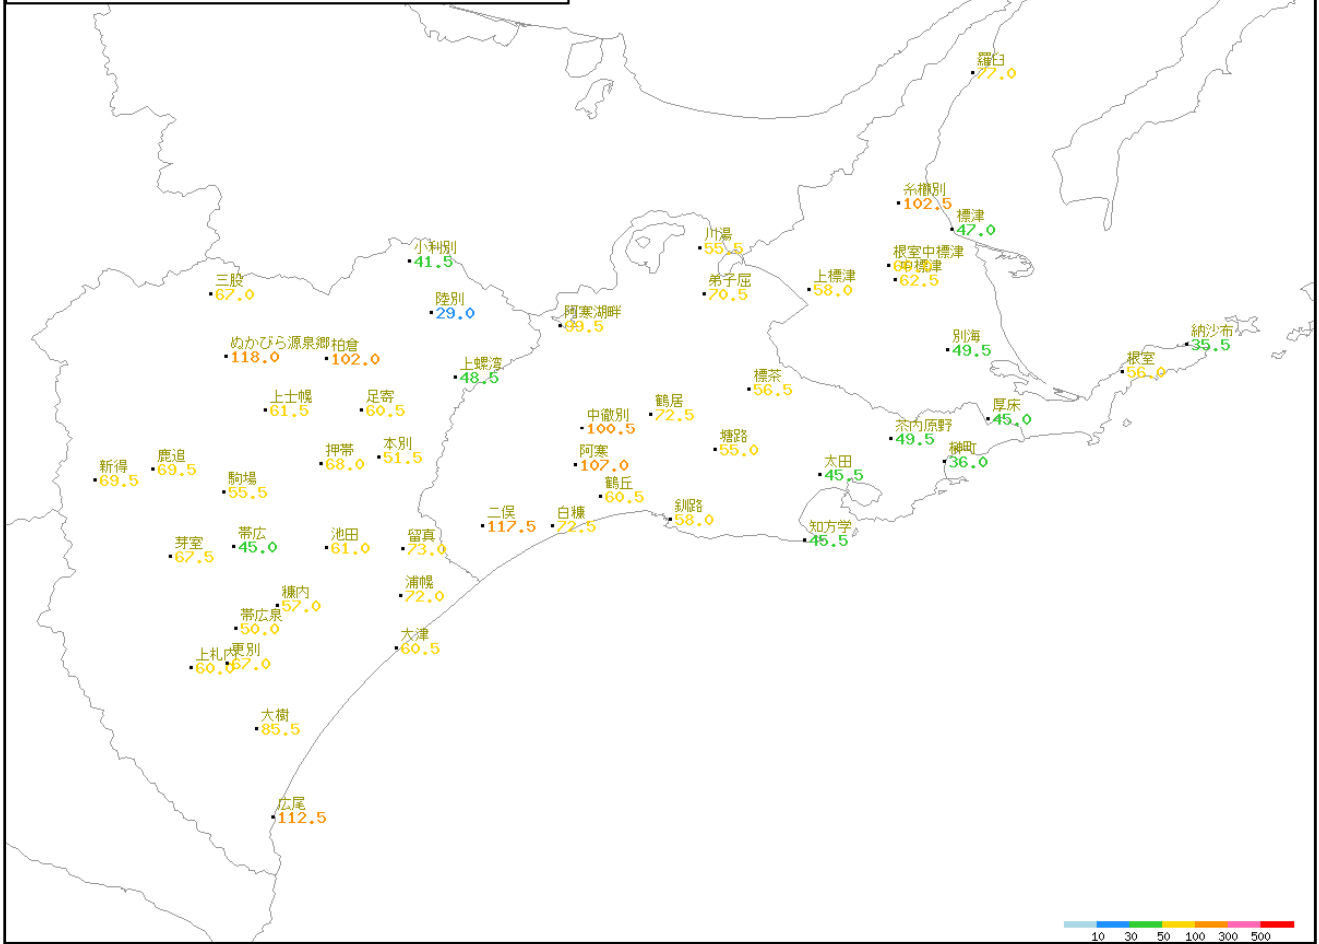 羅臼
77.0
糸櫛別
102.5
標津
47.0
川湯
55.5
小利別
41.5
根室中標津
中標津
62.5
三股
67.0
弟子屈
70.5
上標津
58.0
陸別
29.0
阿寒湖畔
89.5
納沙布
35.5
ぬかびら源泉郷
118.0
柏倉
102.0
別海
49.5
根室
56.0
上螺湾
48.5
標茶
56.5
上士幌
61.5
足寄
60.5
鶴居
72.5
厚床
45.0
中徹別
100.5
茶内原野
49.5
本別
51.5
押帯
68.0
塘路
55.0
鹿追
69.5
新得
69.5
阿寒
107.0
太田
45.5
榊町
36.0
駒場
55.5
鶴丘
60.5
二俣
117.5
白糠
72.5
釧路
58.0
知方学
45.5
芽室
67.5
帯広
45.0
池田
61.0
留真
73.0
浦幌
72.0
糠内
57.0
帯広泉
50.0
大津
60.5
上札内
60.0
更別
67.0
大樹
85.5
広尾
112.5
10 30 50 100 300 500